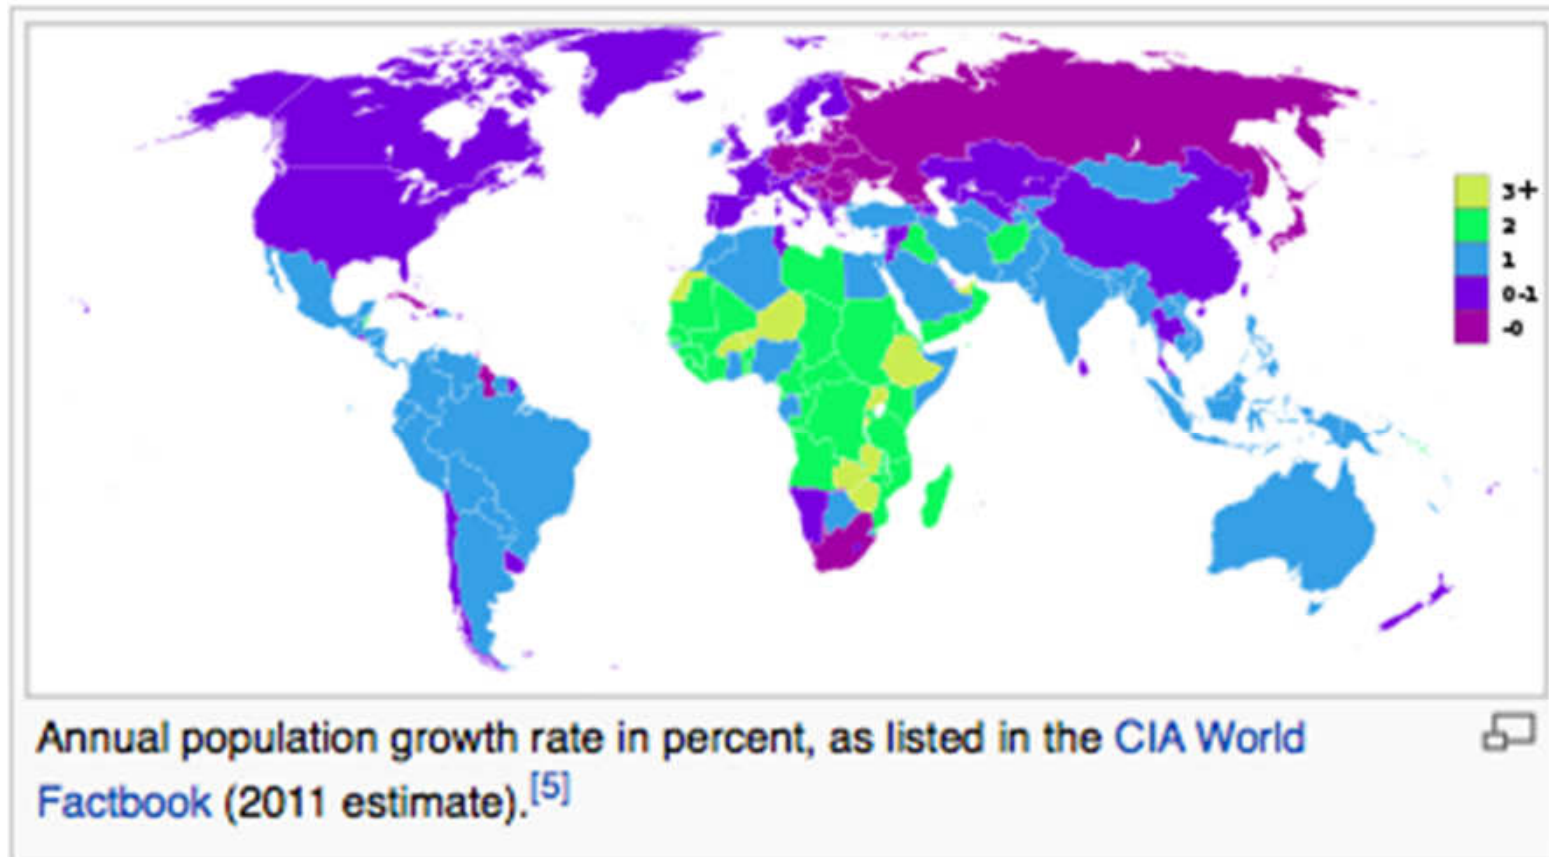 3+
2
1
0-1
-0
Annual population growth rate in percent, as listed in the CIA World
Factbook (2011 estimate).[5]